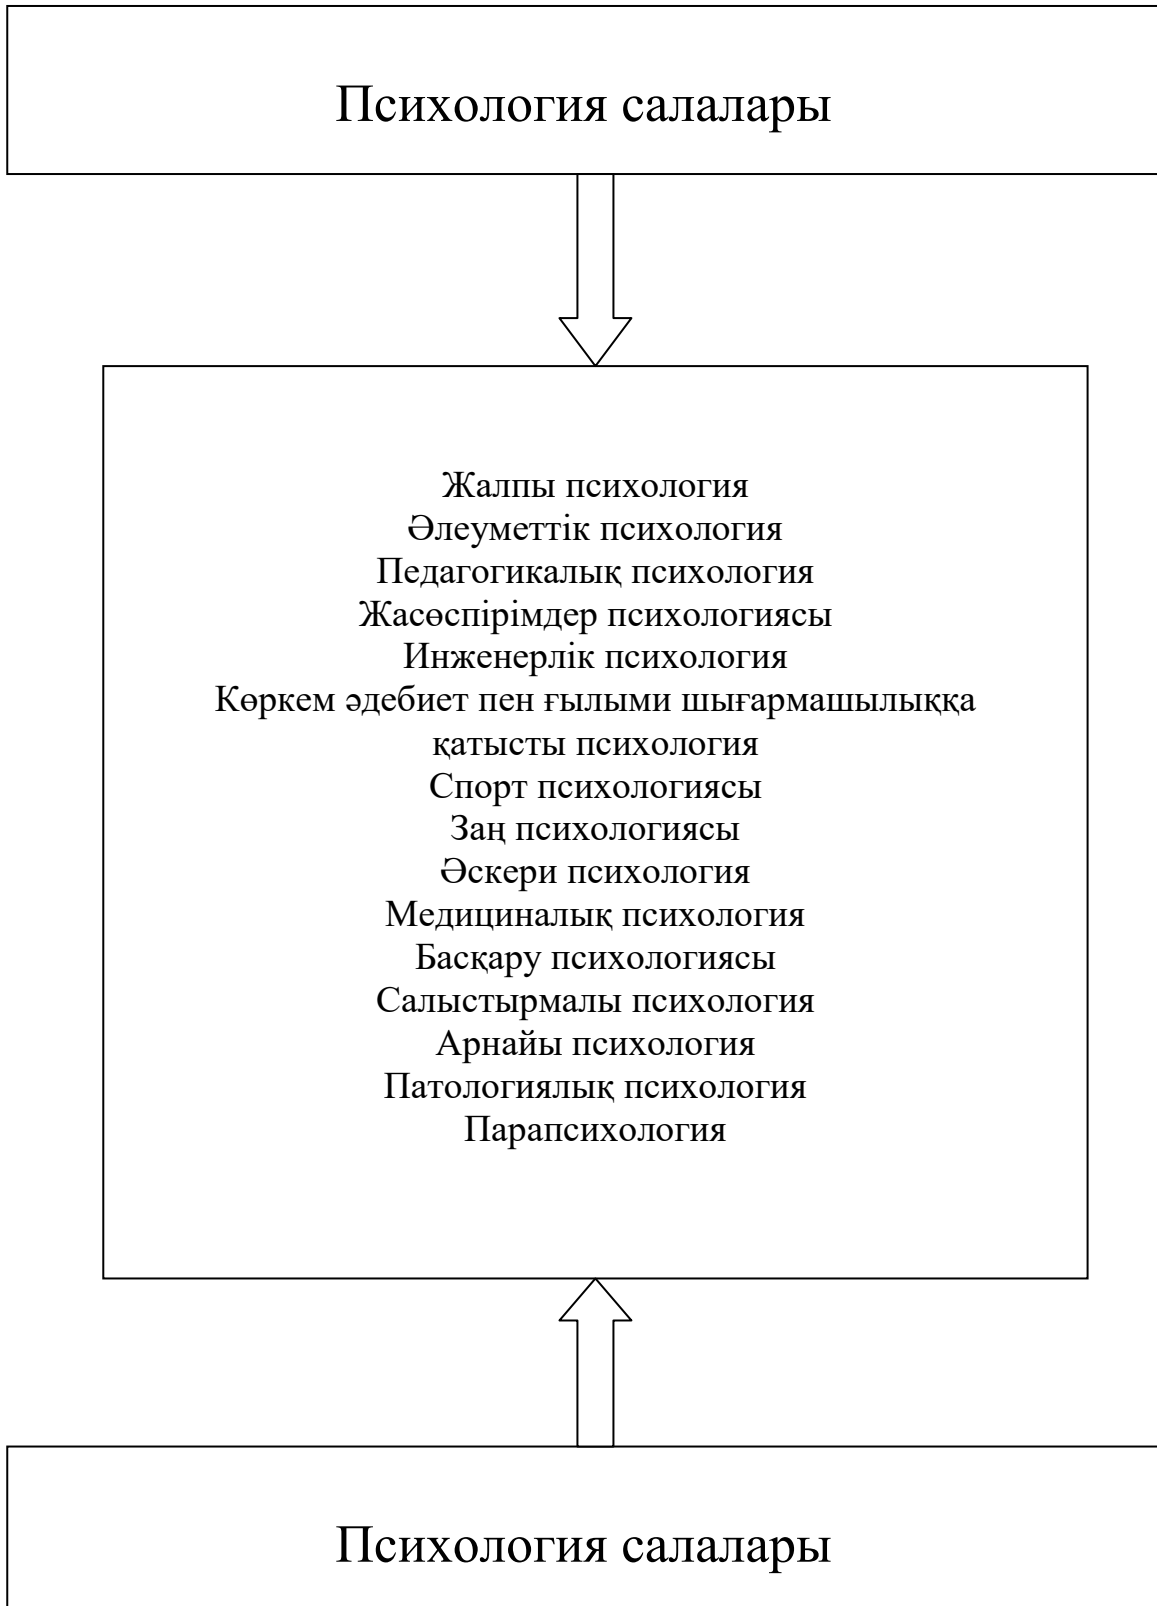 Психология салалары
Жалпы психология
Әлеуметтік психология
Педагогикалық психология
Жасөспірімдер психологиясы
Инженерлік психология
Көркем әдебиет пен ғылыми шығармашылыққа
қатысты психология
Спорт психологиясы
Заң психологиясы
Әскери психология
Медициналық психология
Басқару психологиясы
Салыстырмалы психология
Арнайы психология
Патологиялық психология
Парапсихология
Психология салалары